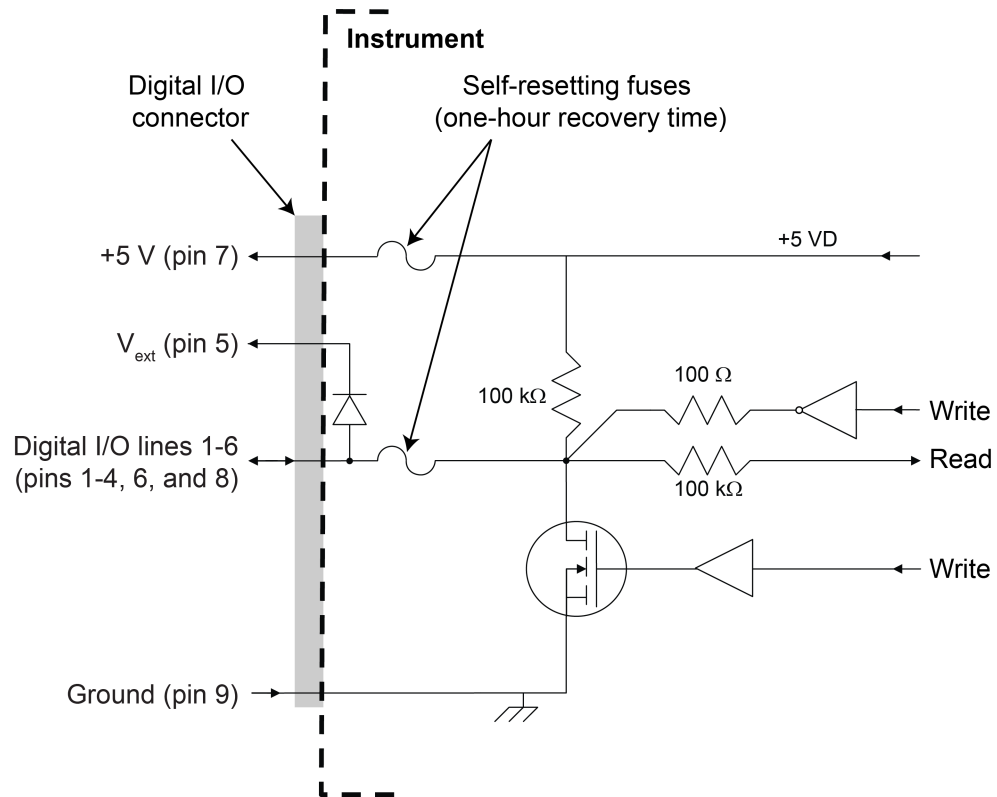 Instrument
Digital I/O
connector
Self-resetting fuses
(one-hour recovery time)
+5 V (pin 7)
+5 VD
Vext (pin 5)
100 kΩ
100 Ω
Write
Digital I/O lines 1-6
(pins 1-4, 6, and 8)
Read
100 kΩ
Write
Ground (pin 9)